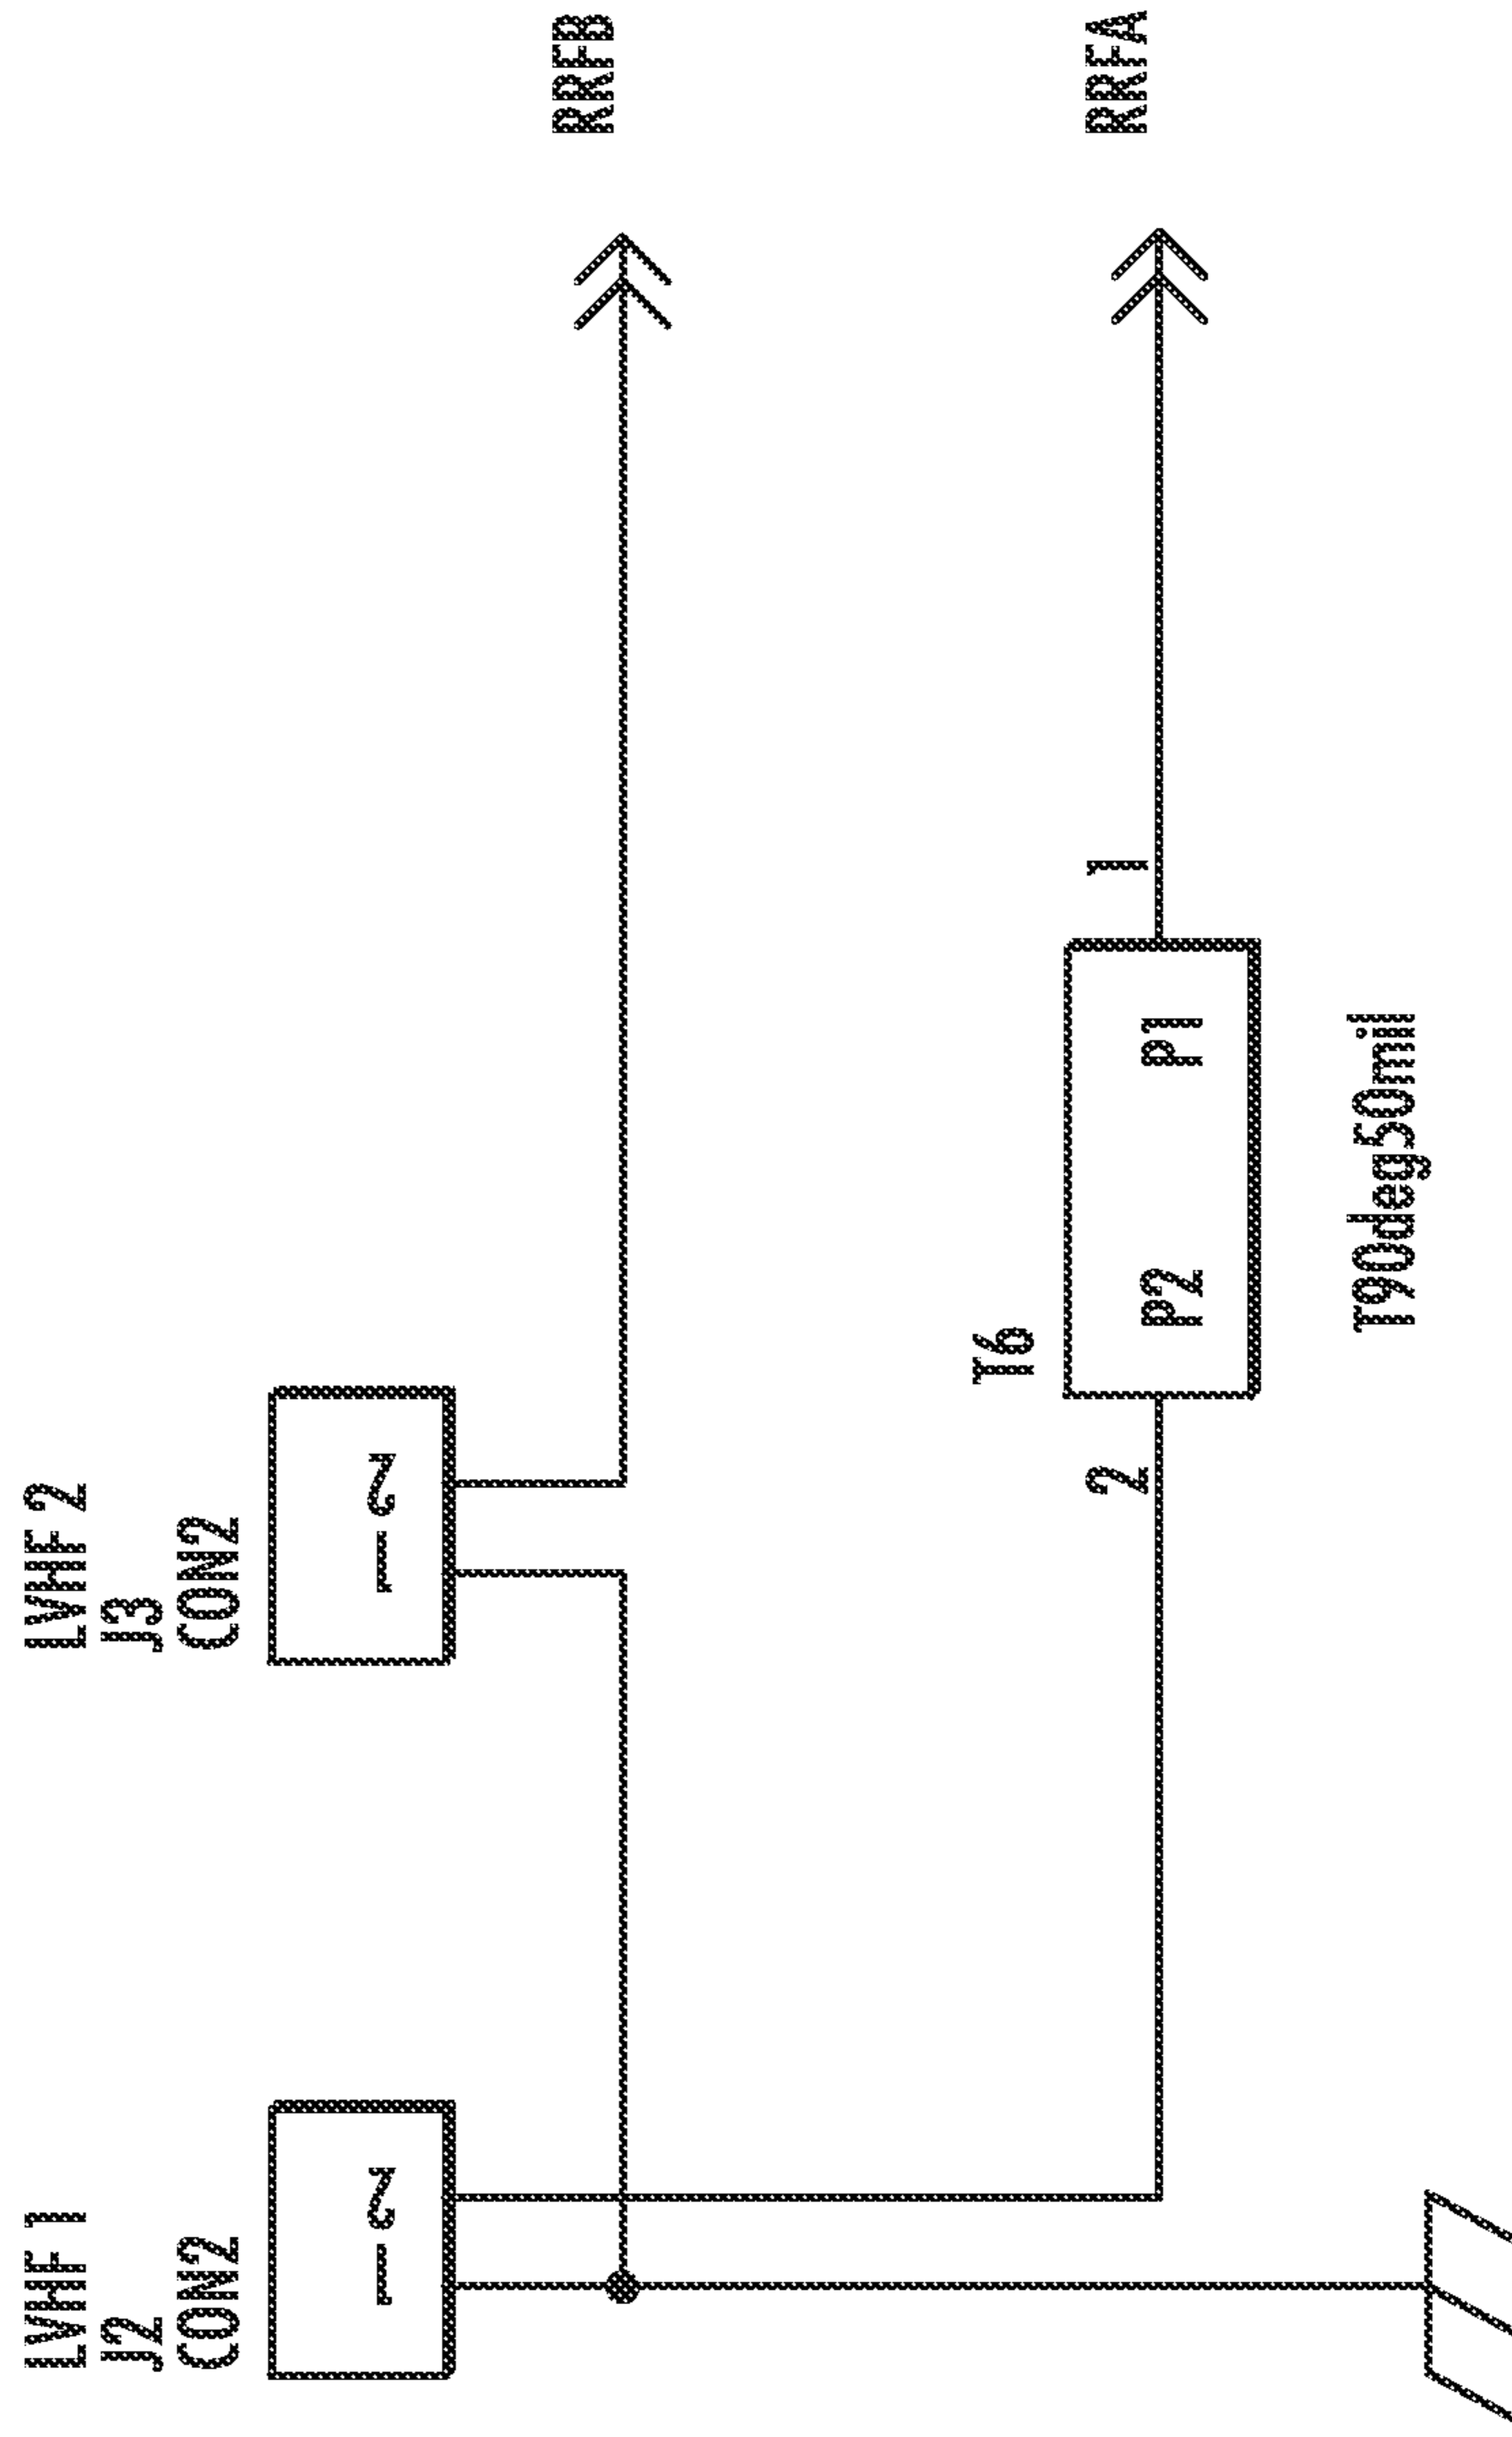 LVHF 1
J2
CON2
1
2
LVHF 2
J3
CON2
1
2
RRFB
T6
2
P2
P1
1
RRFA
T90deg50mil